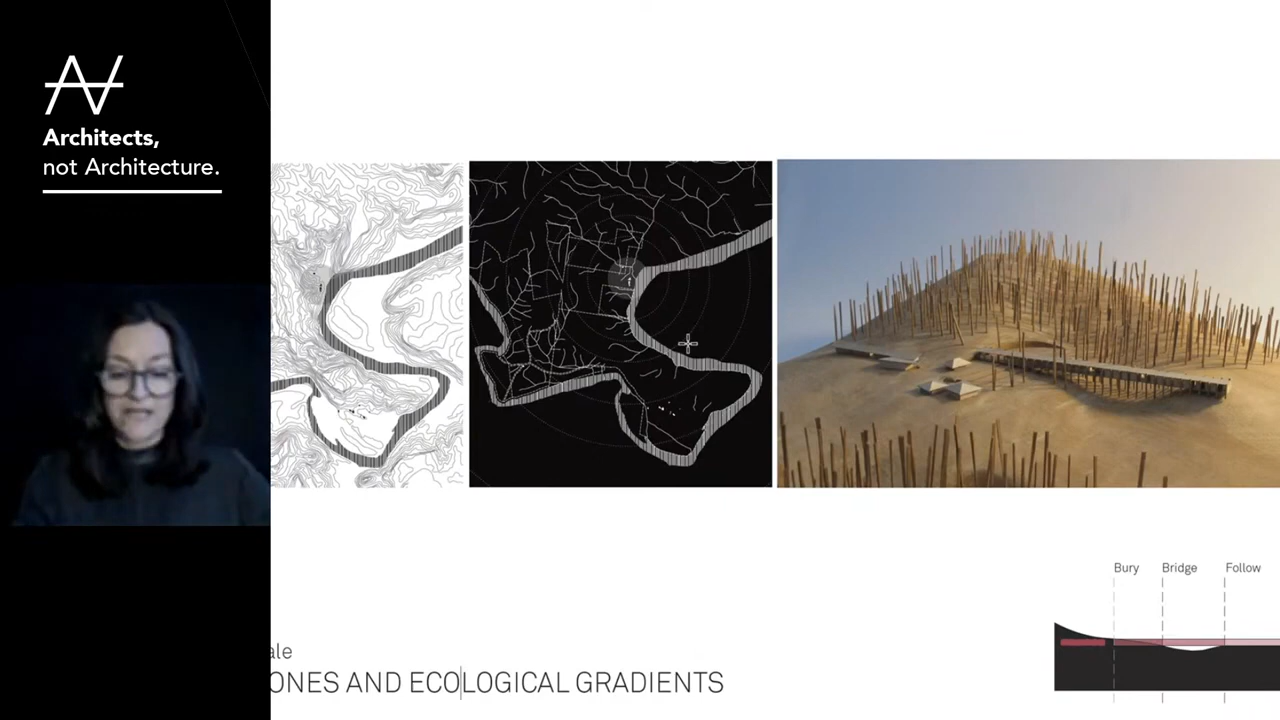 Architects,
not Architecture.
Bury
Bridge
Follow
ale
ONES AND ECOLOGICAL GRADIENTS